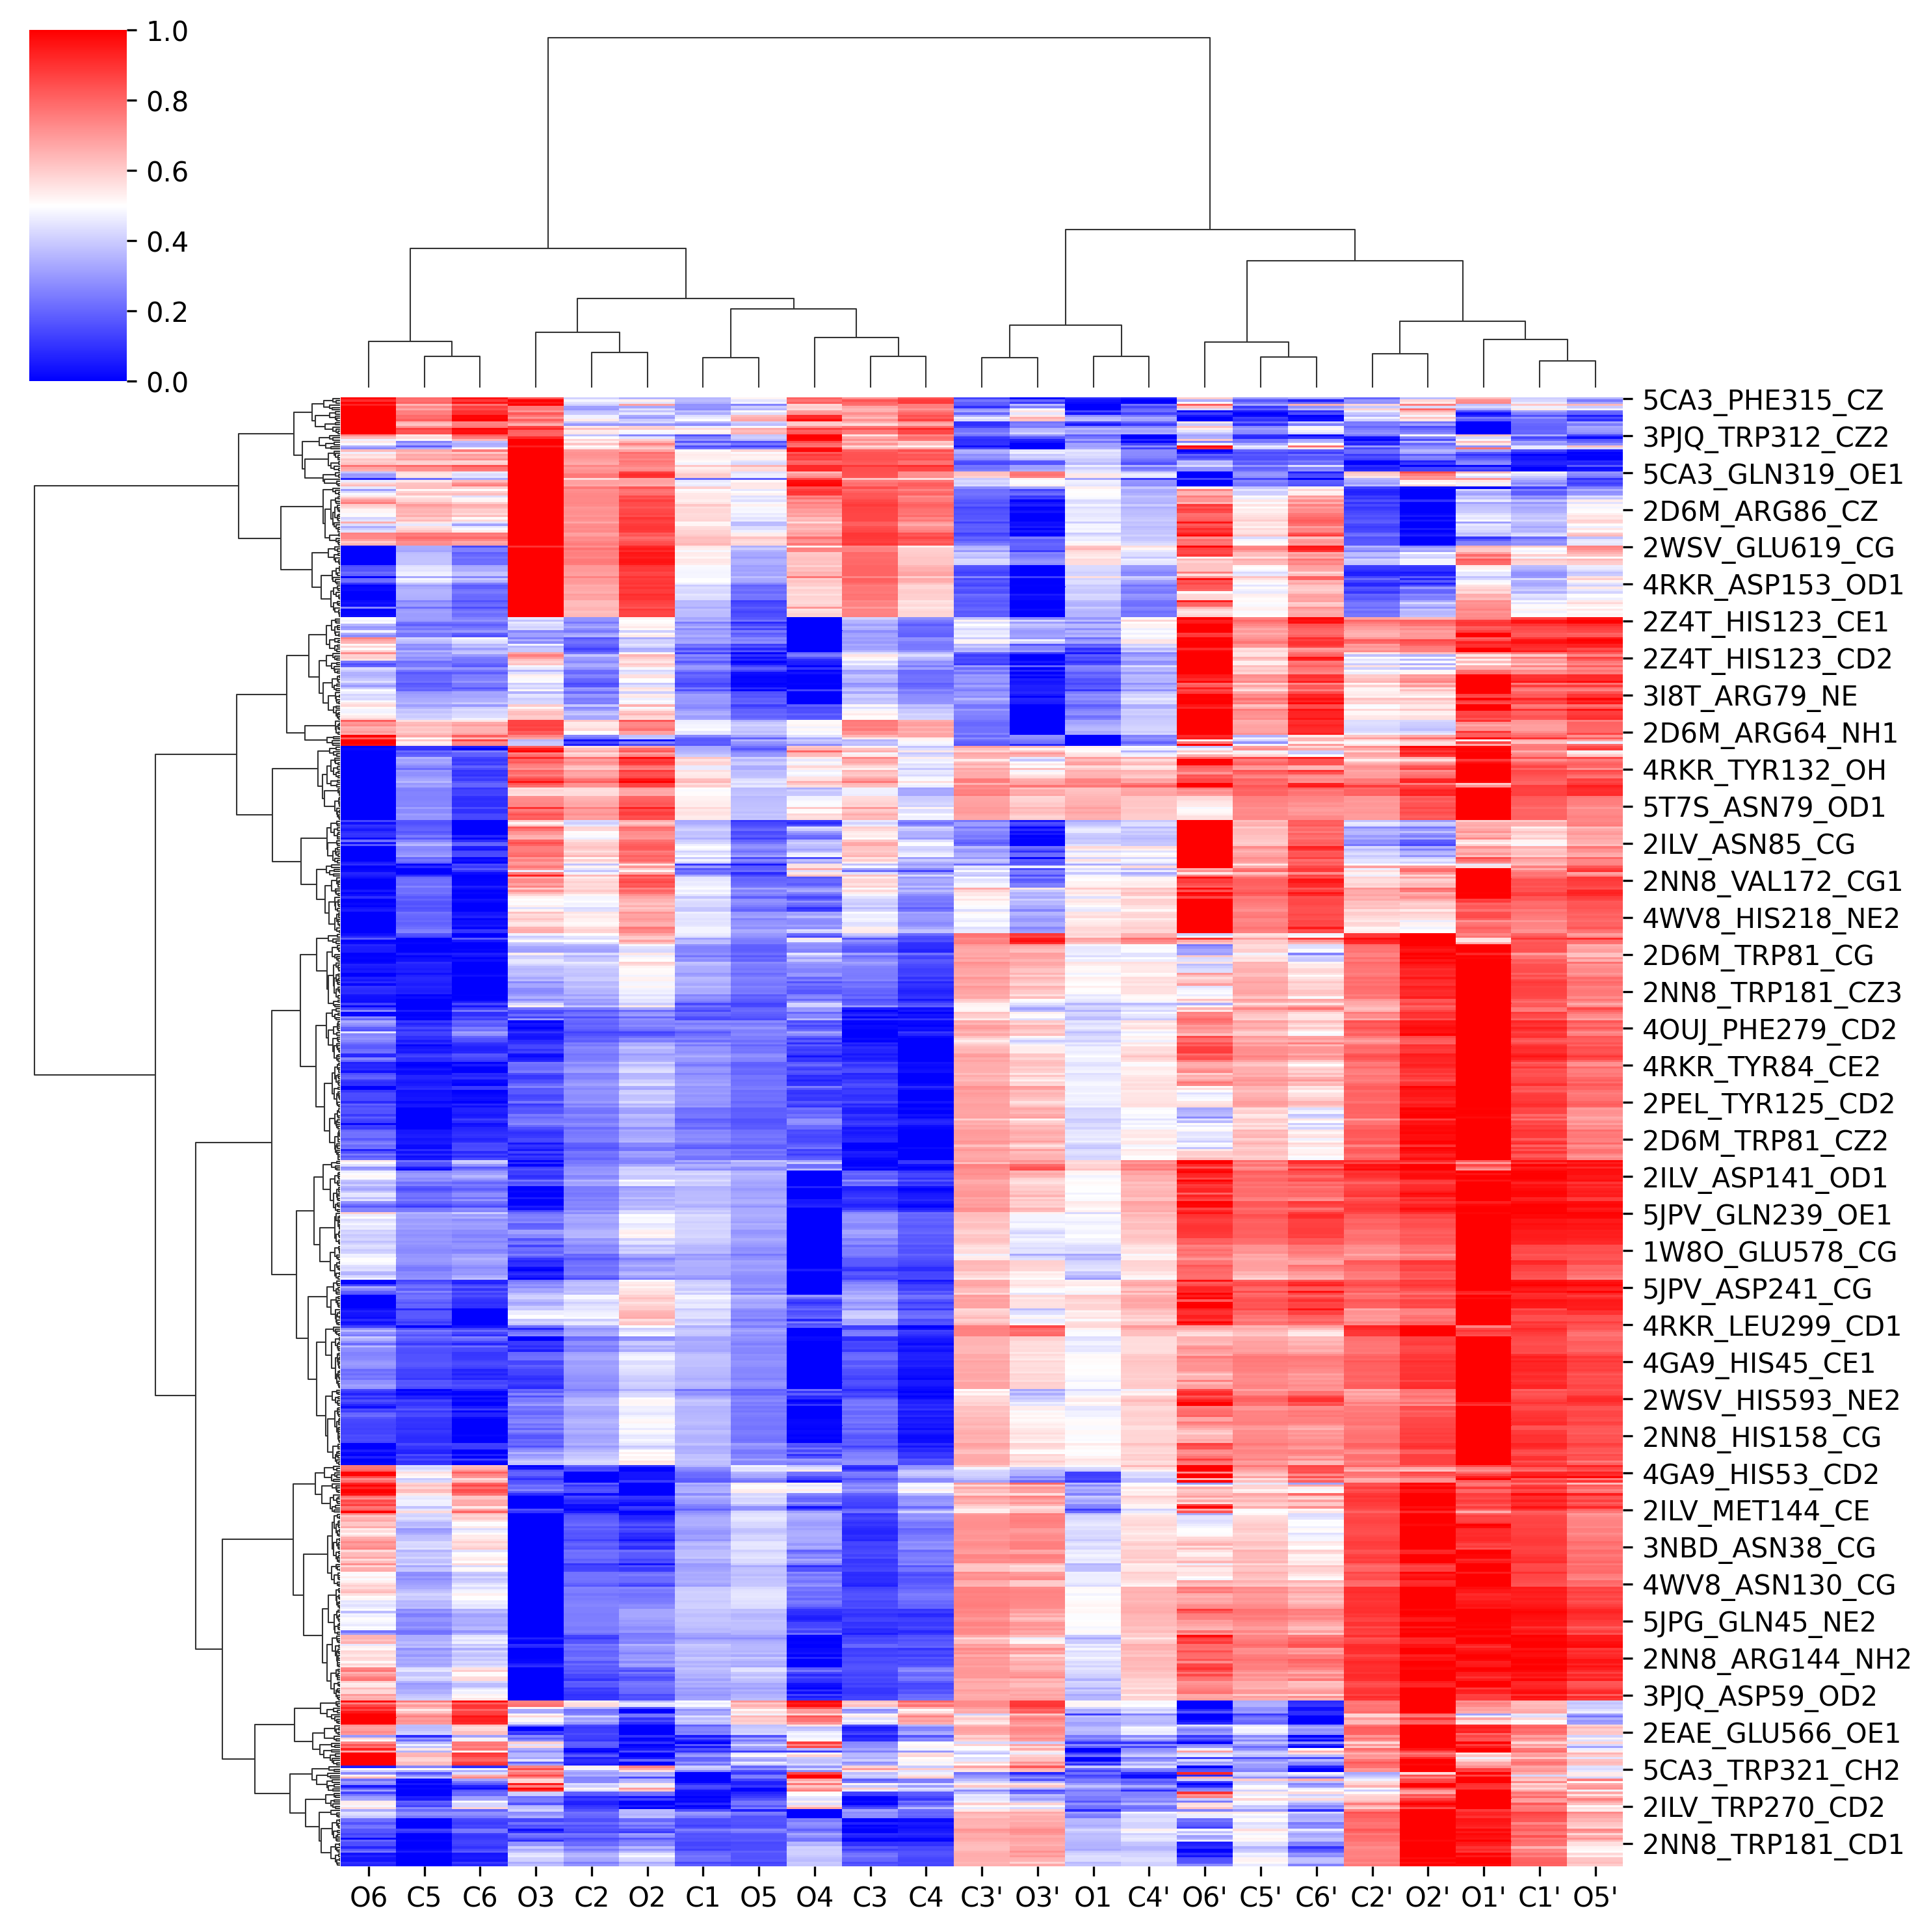 1.0
0.8
0.6
0.4
0.2
0.0
5CA3_PHE315_CZ
3PJQ_TRP312_CZ2
5CA3_GLN319_OE1
2D6M_ARG86_CZ
2WSV_GLU619_CG
4RKR_ASP153_OD1
2Z4T_HIS123_CE1
2Z4T_HIS123_CD2
3I8T_ARG79_NE
2D6M_ARG64_NH1
4RKR_TYR132_OH
5T7S_ASN79_OD1
2ILV_ASN85_CG
2NN8_VAL172_CG1
4WV8_HIS218_NE2
2D6M_TRP81_CG
2NN8_TRP181_CZ3
4OUJ_PHE279_CD2
4RKR_TYR84_CE2
2PEL_TYR125_CD2
2D6M_TRP81_CZ2
2ILV_ASP141_OD1
5JPV_GLN239_OE1
1W8O_GLU578_CG
5JPV_ASP241_CG
4RKR_LEU299_CD1
4GA9_HIS45_CE1
2WSV_HIS593_NE2
2NN8_HIS158_CG
4GA9_HIS53_CD2
2ILV_MET144_CE
3NBD_ASN38_CG
4WV8_ASN130_CG
5JPG_GLN45_NE2
2NN8_ARG144_NH2
3PJQ_ASP59_OD2
2EAE_GLU566_OE1
5CA3_TRP321_CH2
2ILV_TRP270_CD2
2NN8_TRP181_CD1
O6 C5 C6 O3 C2 O2 C1 O5 O4 C3 C4 C3' O3' O1 C4' O6' C5' C6' C2' O2' O1' C1' O5'